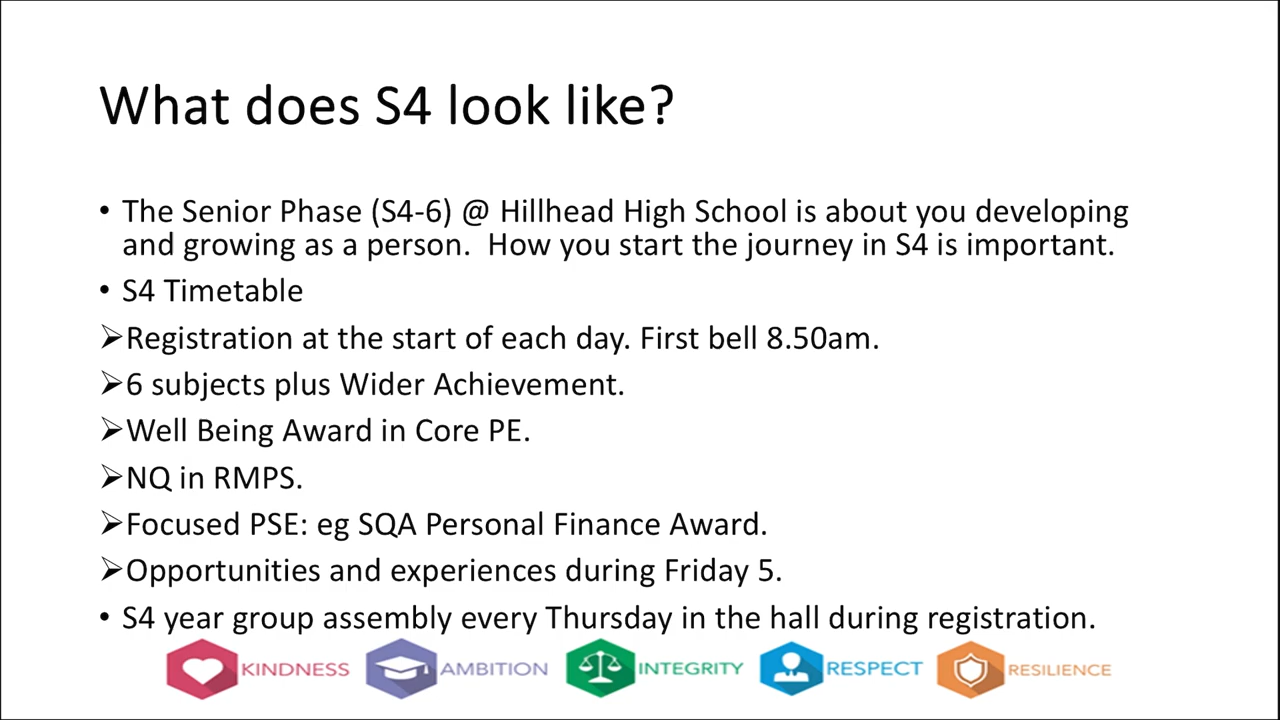 What does S4 look like?
• The Senior Phase (S4-6) @ Hillhead High School is about you developing
and growing as a person.  How you start the journey in S4 is important.
• S4 Timetable
➢Registration at the start of each day. First bell 8.50am.
➢6 subjects plus Wider Achievement.
➢Well Being Award in Core PE.
➢NQ in RMPS.
➢Focused PSE: eg SQA Personal Finance Award.
➢Opportunities and experiences during Friday 5.
• S4 year group assembly every Thursday in the hall during registration.
KINDNESS AMBITION INTEGRITY RESPECT RESILIENCE